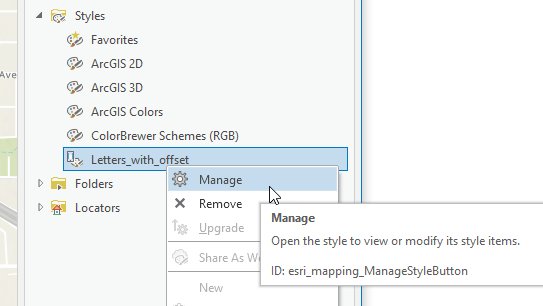 Styles
Favorites
ArcGIS 2D
ArcGIS 3D
ArcGIS Colors
ColorBrewer Schemes (RGB)
Letters_with_offset
Folders
Locators
Manage
Remove
Upgrade
Share As We
New
Manage
Open the style to view or modify its style items.
ID: esri_mapping_ManageStyleButton
Ave